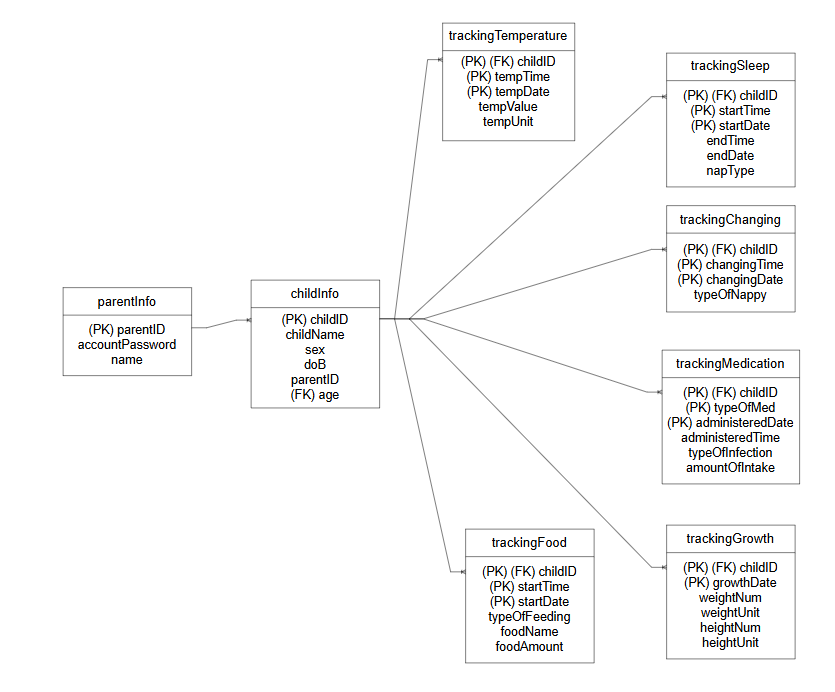 trackingTemperature
(PK) (FK) childID
(PK) tempTime
(PK) tempDate
tempValue
tempUnit
trackingSleep
(PK) (FK) childID
(PK) startTime
(PK) startDate
endTime
endDate
napType
trackingChanging
(PK) (FK) childID
(PK) changingTime
(PK) changingDate
typeOfNappy
parentInfo
(PK) parentID
accountPassword
name
childInfo
(PK) childID
childName
sex
doB
parentID
(FK) age
trackingMedication
(PK) (FK) childID
(PK) typeOfMed
(PK) administeredDate
administeredTime
typeOfInfection
amountOfIntake
trackingFood
(PK) (FK) childID
(PK) startTime
(PK) startDate
typeOfFeeding
foodName
foodAmount
trackingGrowth
(PK) (FK) childID
(PK) growthDate
weightNum
weightUnit
heightNum
heightUnit